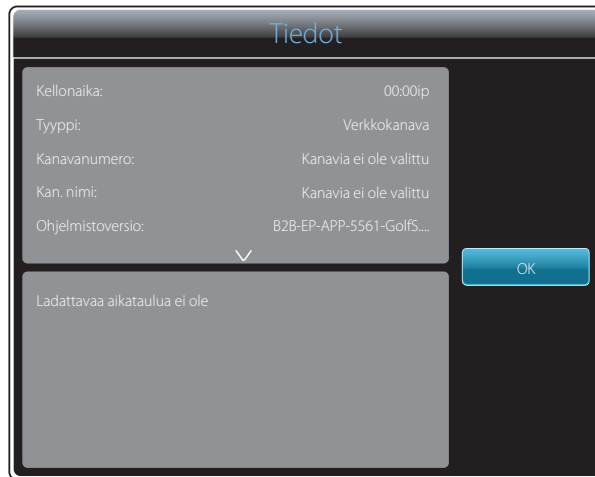 Tiedot
Kellonaika: 00:00ip
Tyyppi: Verkkokanava
Kanavanumero: Kanavia ei ole valittu
Kan. nimi: Kanavia ei ole valittu
Ohjelmistoversio: B2B-EP-APP-5561-GolfS....
OK
Ladattavaa aikataulua ei ole